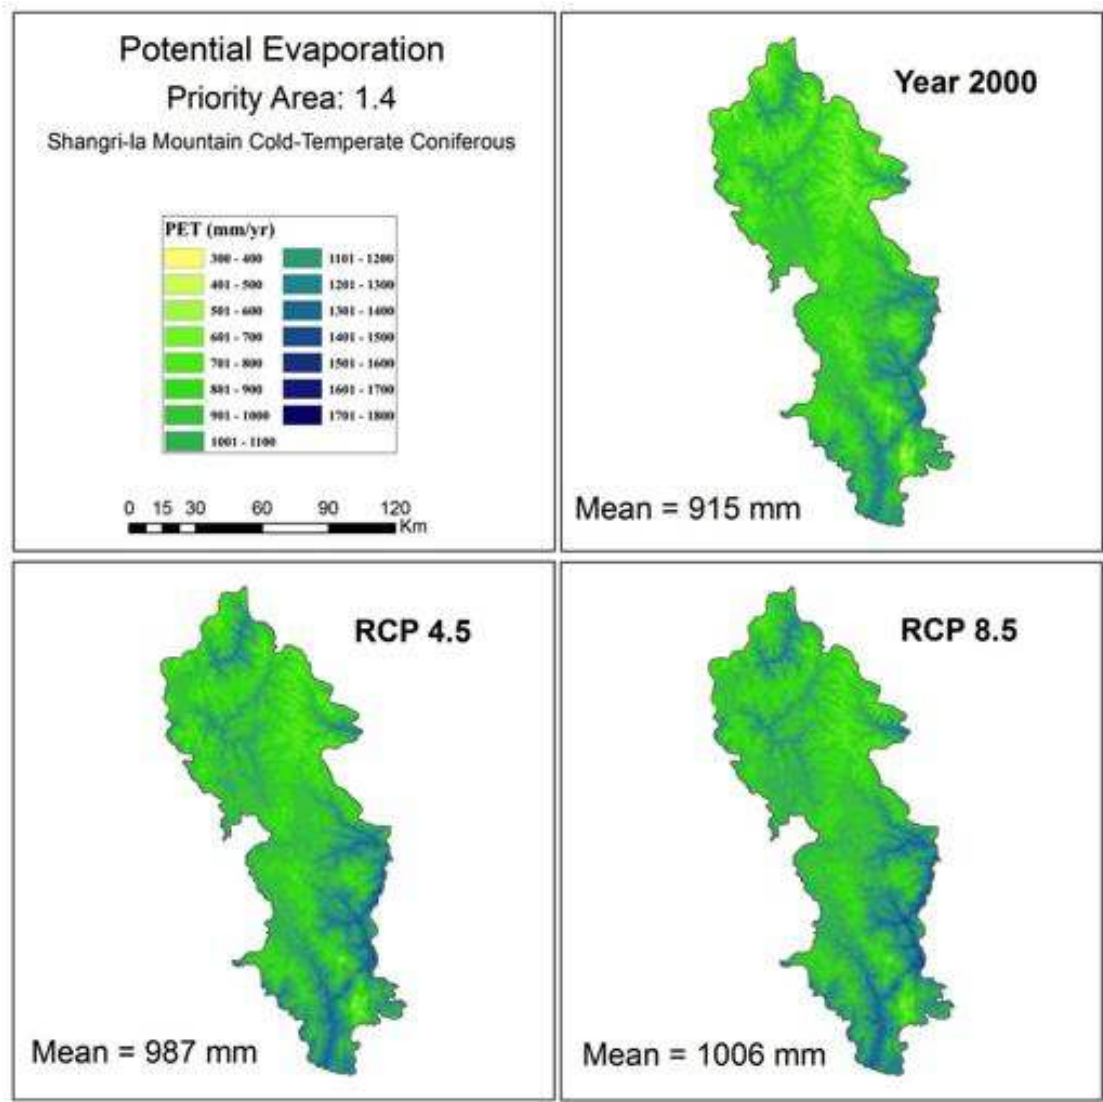 Potential Evaporation
Priority Area: 1.4
Shangri-la Mountain Cold-Temperate Coniferous
PET (mm/yr)
300 - 400
401 - 500
501 - 600
601 - 700
701 - 800
801 - 900
901 - 1000
1001 - 1100
1101 - 1200
1201 - 1300
1301 - 1400
1401 - 1500
1501 - 1600
1601 - 1700
1701 - 1800
0 15 30 60 90 120
Km
Year 2000
Mean = 915 mm
RCP 4.5
Mean = 987 mm
RCP 8.5
Mean = 1006 mm